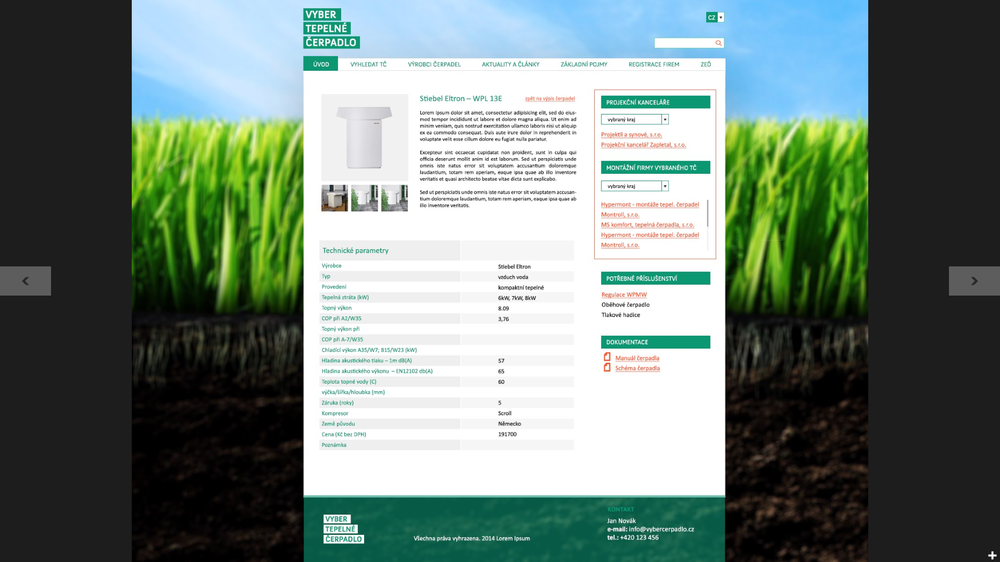 VYBER
TEPELNÉ
ČERPADLO
CZ
ÚVOD VYHLEDAT TČ VÝROBCI ČERPADEL AKTUALITY A ČLÁNKY ZÁKLADNÍ POJMY REGISTRACE FIREM ZEĎ
Stiebel Eltron – WPL 13E
zpět na výpis čerpadel
Lorem ipsum dolor sit amet, consectetur adipisicing elit, sed do eius-
mod tempor incididunt ut labore et dolore magna aliqua. Ut enim ad
minim veniam, quis nostrud exercitation ullamco laboris nisi ut aliquip
ex ea commodo consequat. Duis aute irure dolor in reprehenderit in
voluptate velit esse cillum dolore eu fugiat nulla pariatur.
Excepteur sint occaecat cupidatat non proident, sunt in culpa qui
officia deserunt mollit anim id est laborum. Sed ut perspiciatis unde
omnis iste natus error sit voluptatem accusantium doloremque
laudantium, totam rem aperiam, eaque ipsa quae ab illo inventore
veritatis et quasi architecto beatae vitae dicta sunt explicabo.
Sed ut perspiciatis unde omnis iste natus error sit voluptatem accusan-
tium doloremque laudantium, totam rem aperiam, eaque ipsa quae ab
illo inventore veritatis.
Technické parametry
Výrobce Stiebel Eltron
Typ vzduch voda
Provedení kompaktní tepelné
Tepelná ztráta (kW) 6kW, 7kW, 8kW
Topný výkon 8.09
COP při A2/W35 3,76
Topný výkon při
COP při A-7/W35
Chladící výkon A35/W7; B15/W23 (kW)
Hladina akustického tlaku – 1m dB(A) 57
Hladina akustického výkonu – EN12102 db(A) 65
Teplota topné vody (C) 60
výčka/šířka/hloubka (mm)
Záruka (roky) 5
Kompresor Scroll
Země původu Německo
Cena (Kč bez DPH) 191700
Poznámka
PROJEKČNÍ KANCELÁŘE
vybraný kraj
Projektil a synové, s.r.o.
Projekční kancelář Zapletal, s.r.o.
MONTÁŽNÍ FIRMY VYBRANÉHO TČ
vybraný kraj
Hypermont - montáže tepel. čerpadel
Montroll, s.r.o.
MS komfort, tepelná čerpadla, s.r.o.
Hypermont - montáže tepel. čerpadel
Montroll, s.r.o.
POTŘEBNÉ PŘÍSLUŠENSTVÍ
Regulace WPMW
Oběhové čerpadlo
Tlakové hadice
DOKUMENTACE
Manuál čerpadla
Schéma čerpadla
VYBER
TEPELNÉ
ČERPADLO
Všechna práva vyhrazena. 2014 Lorem Ipsum
KONTAKT
Jan Novák
e-mail: info@vybercerpadlo.cz
tel.: +420 123 456